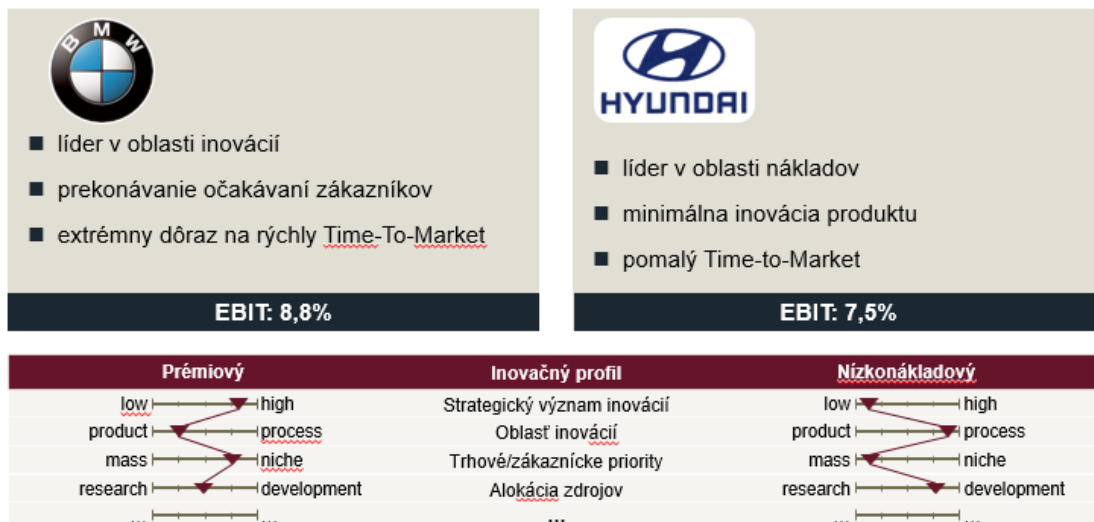 BMW
líder v oblasti inovácií
prekonávanie očakávaní zákazníkov
extrémny dôraz na rýchly Time-To-Market
EBIT: 8,8%
HYUNDAI
líder v oblasti nákladov
minimálna inovácia produktu
pomalý Time-to-Market
EBIT: 7,5%
Prémiový Inovačný profil Nízkonákladový
low high Strategický význam inovácií low high
product process Oblasť inovácií product process
mass niche Trhové/zákaznícke priority mass niche
research development Alokácia zdrojov research development
... ... ... ... ...